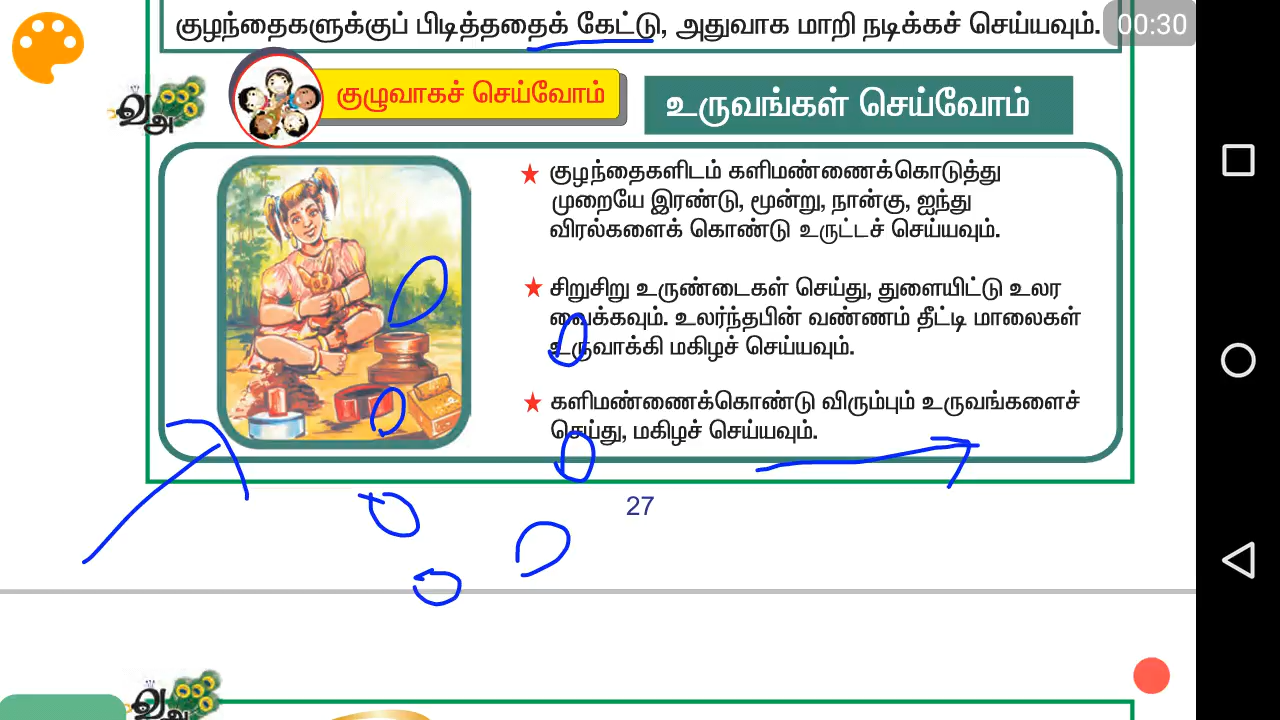 குழந்தைகளுக்குப் பிடித்ததைக் கேட்டு, அதுவாக மாறி நடிக்கச் செய்யவும்.
00:30
வ
அ
குழுவாகச் செய்வோம்
உருவங்கள் செய்வோம்
குழந்தைகளிடம் களிமண்ணைக்கொடுத்து
முறையே இரண்டு, மூன்று, நான்கு, ஐந்து
விரல்களைக் கொண்டு உருட்டச் செய்யவும்.
சிறுசிறு உருண்டைகள் செய்து, துளையிட்டு உலர
வைக்கவும். உலர்ந்தபின் வண்ணம் தீட்டி மாலைகள்
உருவாக்கி மகிழச் செய்யவும்.
களிமண்ணைக்கொண்டு விரும்பும் உருவங்களைச்
செய்து, மகிழச் செய்யவும்.
27
வ
அ